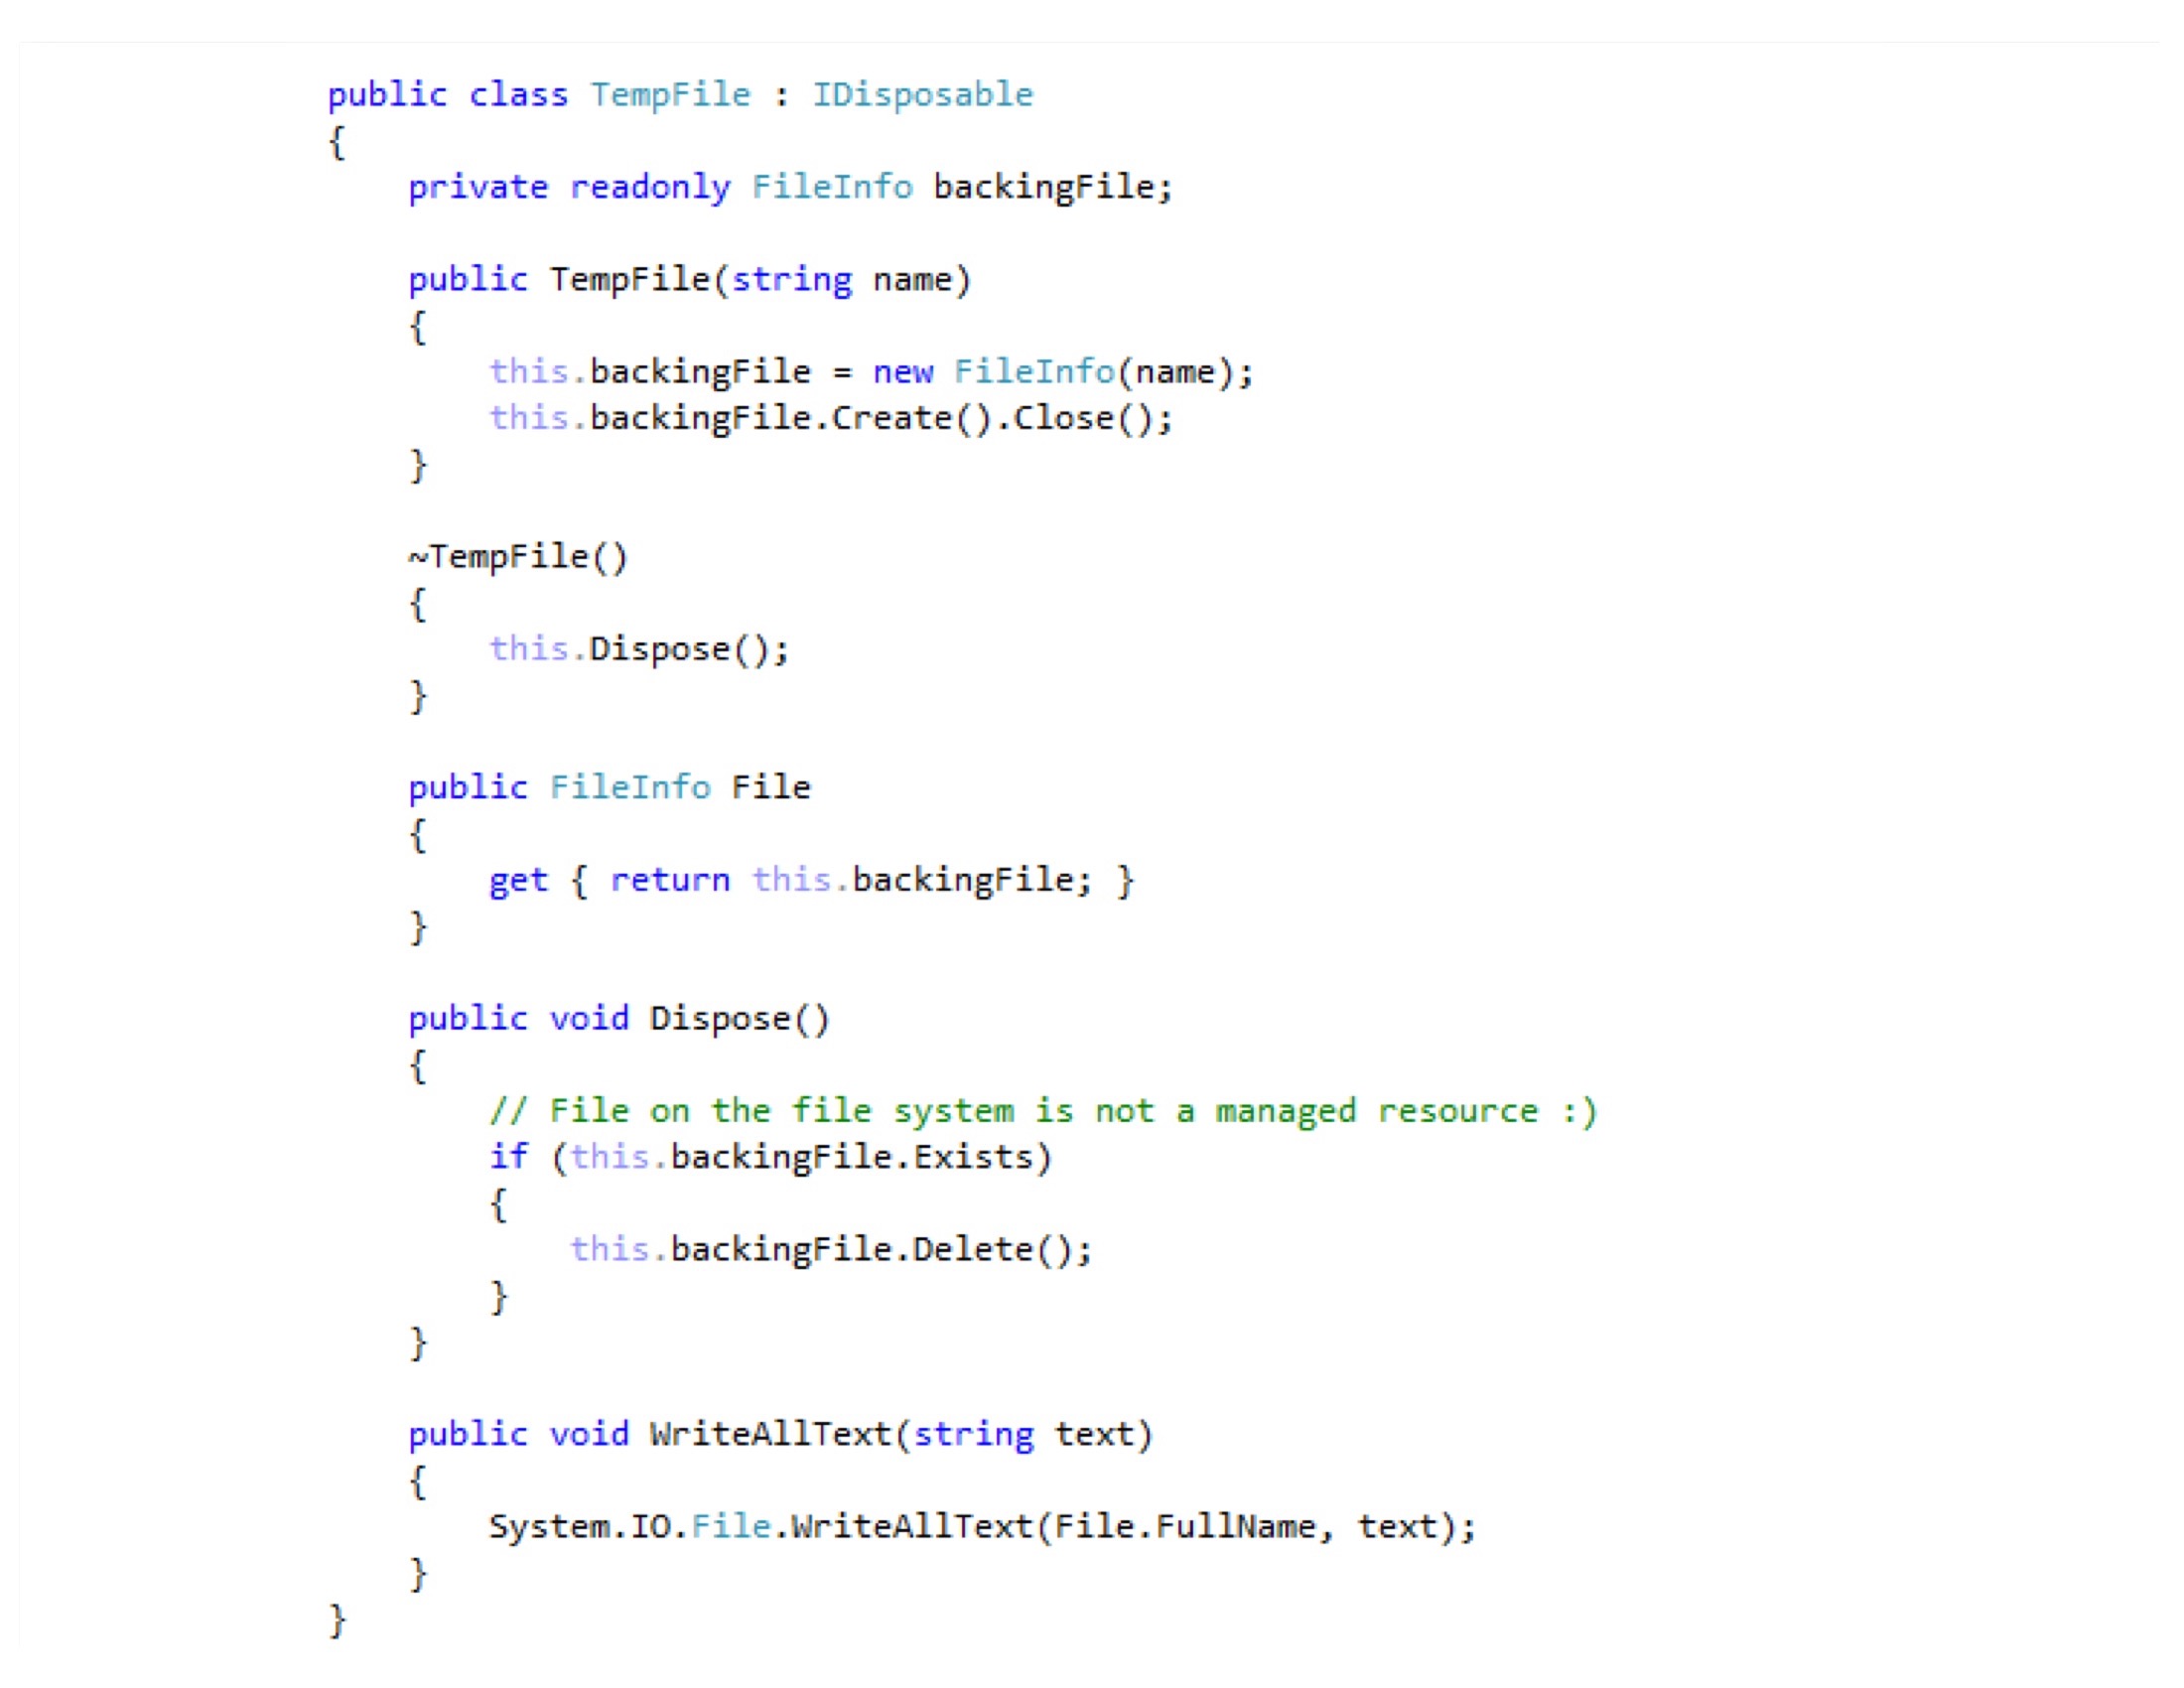 public class TempFile : IDisposable
{
    private readonly FileInfo backingFile;

    public TempFile(string name)
    {
        this.backingFile = new FileInfo(name);
        this.backingFile.Create().Close();
    }

    ~TempFile()
    {
        this.Dispose();
    }

    public FileInfo File
    {
        get { return this.backingFile; }
    }

    public void Dispose()
    {
        // File on the file system is not a managed resource :)
        if (this.backingFile.Exists)
        {
            this.backingFile.Delete();
        }
    }

    public void WriteAllText(string text)
    {
        System.IO.File.WriteAllText(File.FullName, text);
    }
}